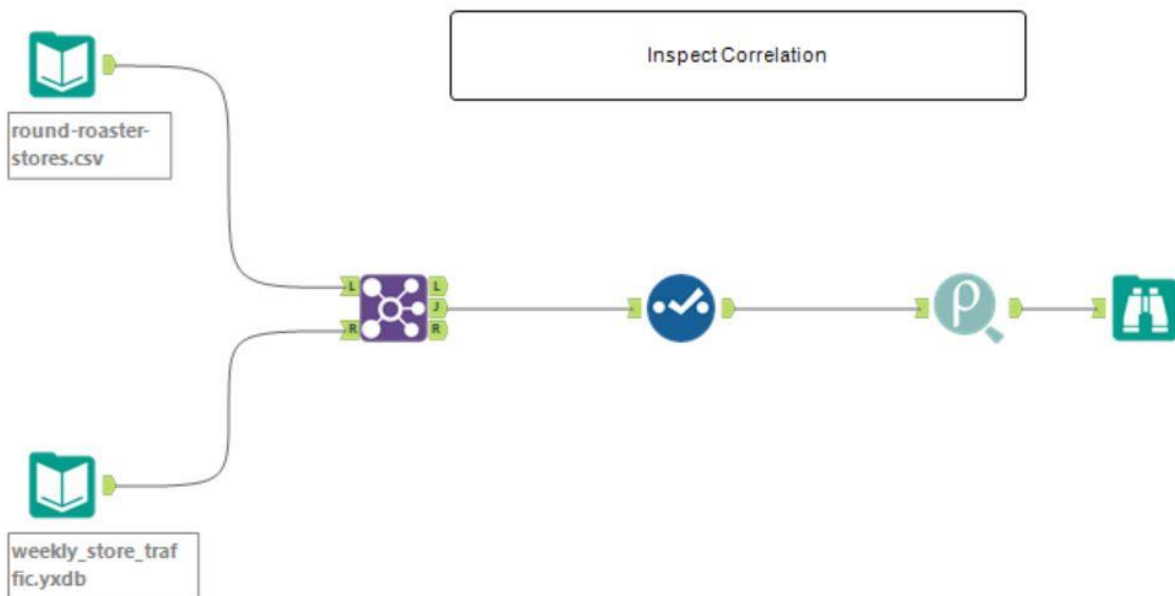 Inspect Correlation
round-roaster-
stores.csv
L
L
J
R
R
ρ
weekly_store_traf
fic.yxdb